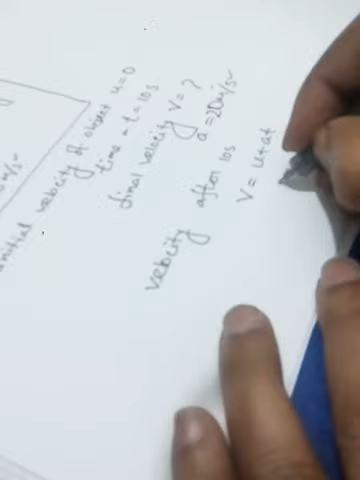 m/s
initial velocity of object u=0
time = t = 10s
final velocity v = ?
a = 20m/s²
velocity after 10s
v = u+at